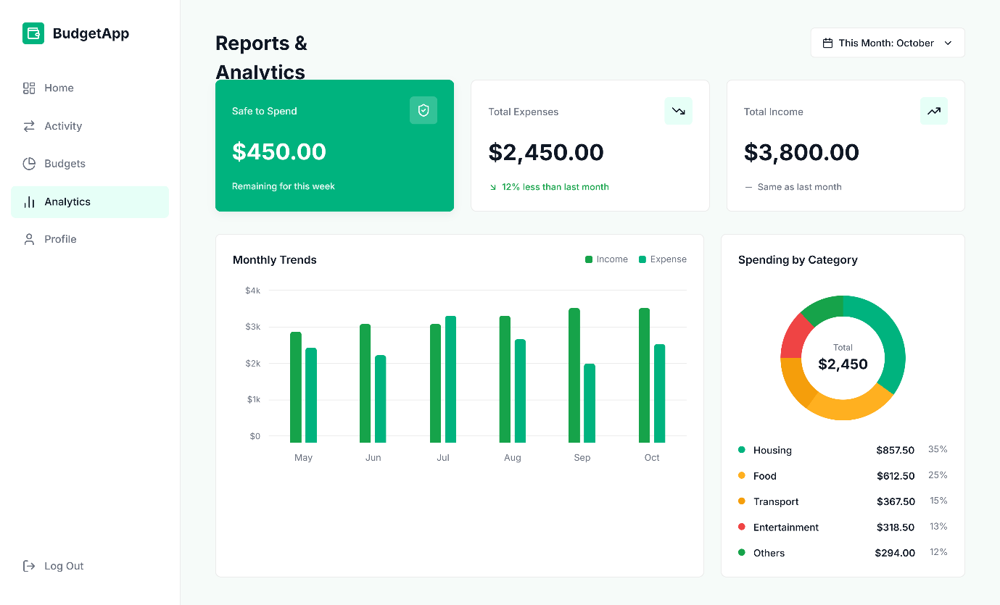 BudgetApp
Home
Activity
Budgets
Analytics
Profile
Log Out
Reports &
Analytics
This Month: October
Safe to Spend
$450.00
Remaining for this week
Total Expenses
$2,450.00
12% less than last month
Total Income
$3,800.00
Same as last month
Monthly Trends
Income
Expense
$4k
$3k
$2k
$1k
$0
May Jun Jul Aug Sep Oct
Spending by Category
Total
$2,450
Housing $857.50 35%
Food $612.50 25%
Transport $367.50 15%
Entertainment $318.50 13%
Others $294.00 12%